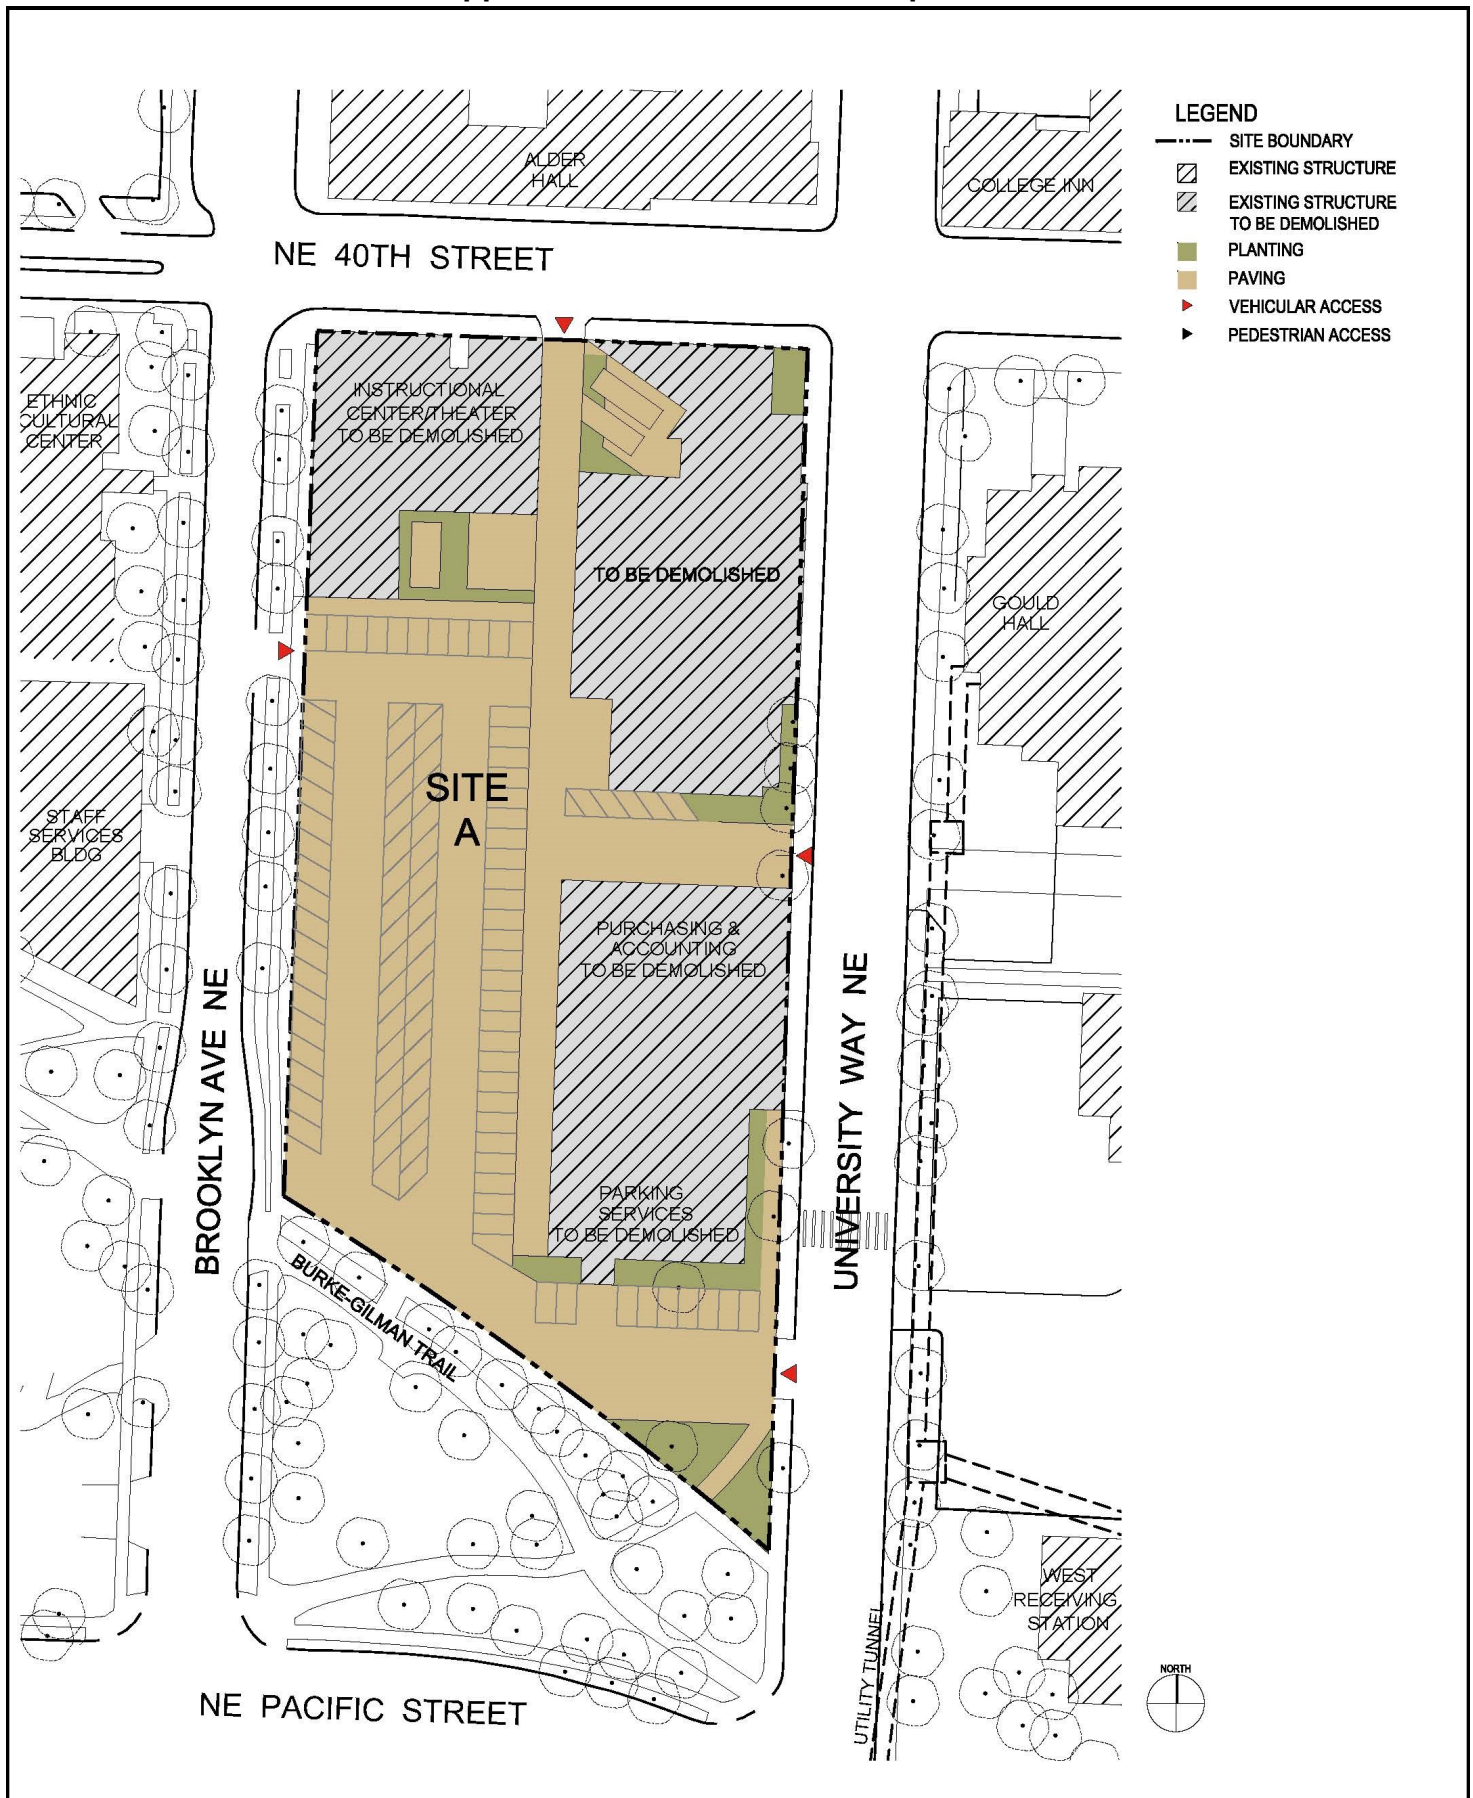 LEGEND
SITE BOUNDARY
EXISTING STRUCTURE
EXISTING STRUCTURE
TO BE DEMOLISHED
PLANTING
PAVING
VEHICULAR ACCESS
PEDESTRIAN ACCESS
ALDER
HALL
COLLEGE INN
NE 40TH STREET
ETHNIC
CULTURAL
CENTER
INSTRUCTIONAL
CENTER/THEATER
TO BE DEMOLISHED
TO BE DEMOLISHED
GOULD
HALL
SITE
A
STAFF
SERVICES
BLDG
PURCHASING &
ACCOUNTING
TO BE DEMOLISHED
BROOKLYN AVE NE
UNIVERSITY WAY NE
PARKING
SERVICES
TO BE DEMOLISHED
BURKE-GILMAN TRAIL
WEST
RECEIVING
STATION
UTILITY TUNNEL
NORTH
NE PACIFIC STREET